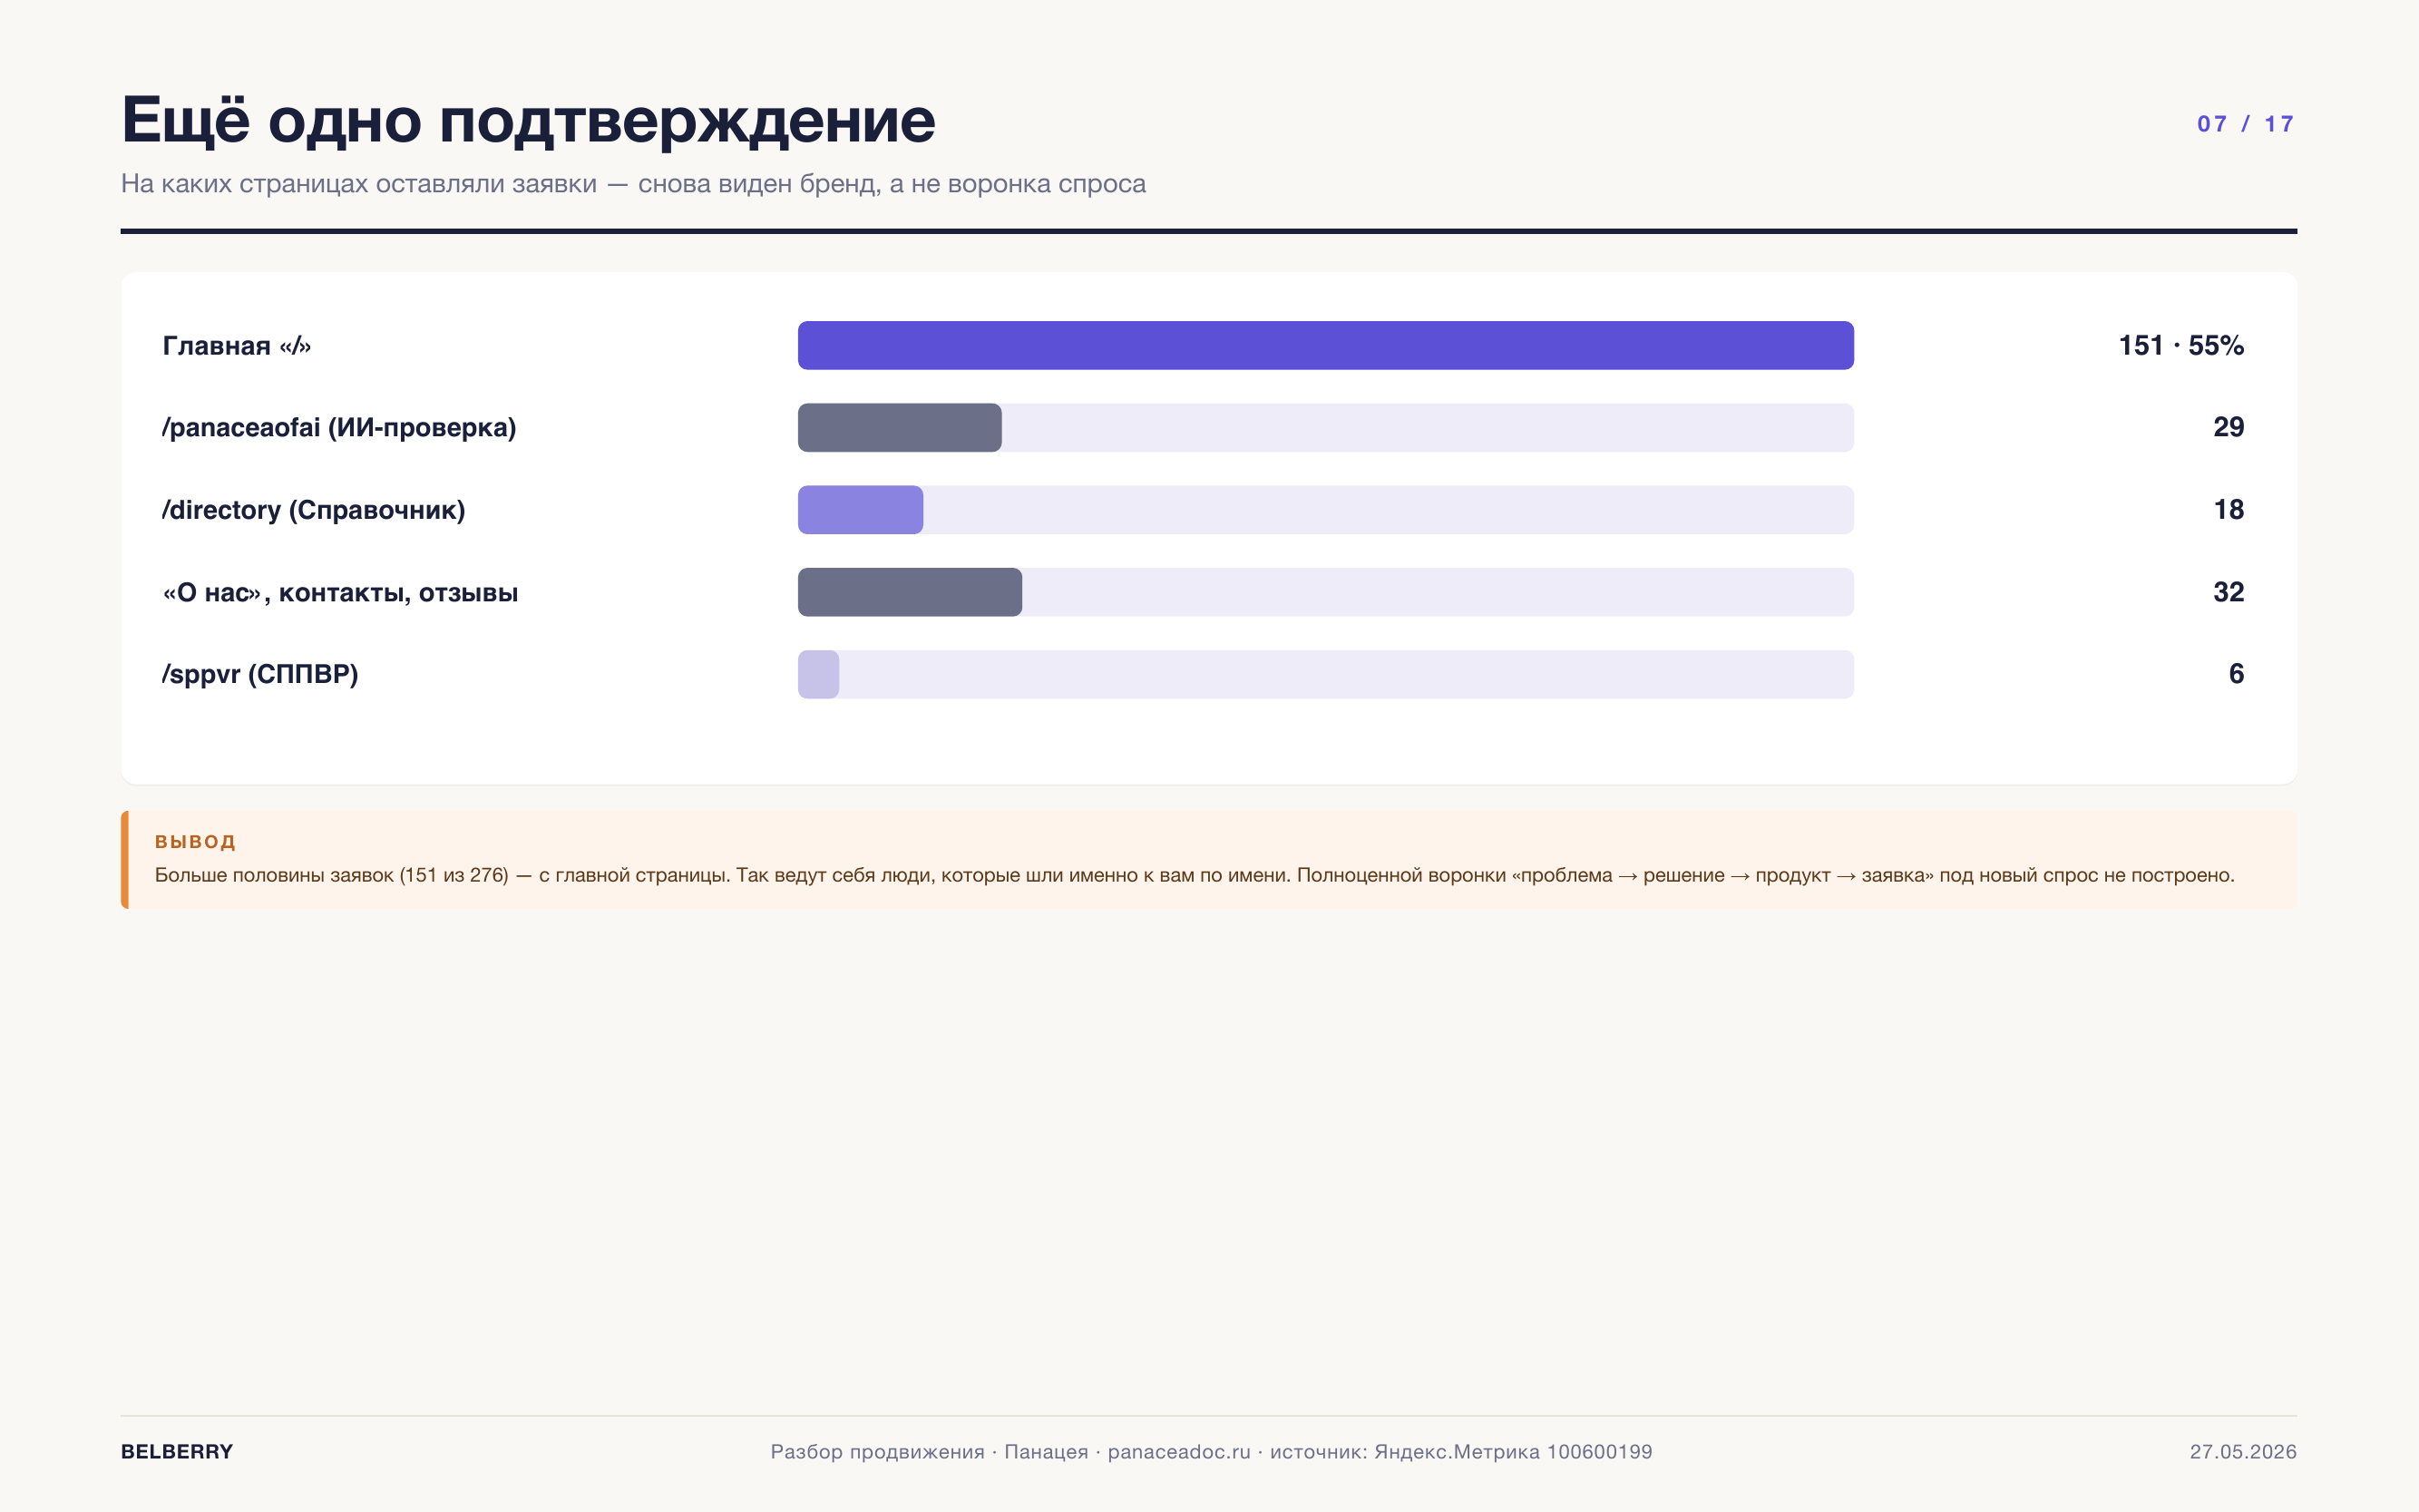 Ещё одно подтверждение
07 / 17
На каких страницах оставляли заявки — снова виден бренд, а не воронка спроса
Главная «/»
151 · 55%
/panaceaofai (ИИ-проверка)
29
/directory (Справочник)
18
«О нас», контакты, отзывы
32
/sppvr (СППВР)
6
ВЫВОД
Больше половины заявок (151 из 276) — с главной страницы. Так ведут себя люди, которые шли именно к вам по имени. Полноценной воронки «проблема → решение → продукт → заявка» под новый спрос не построено.
BELBERRY
Разбор продвижения · Панацея · panaceadoc.ru · источник: Яндекс.Метрика 100600199
27.05.2026